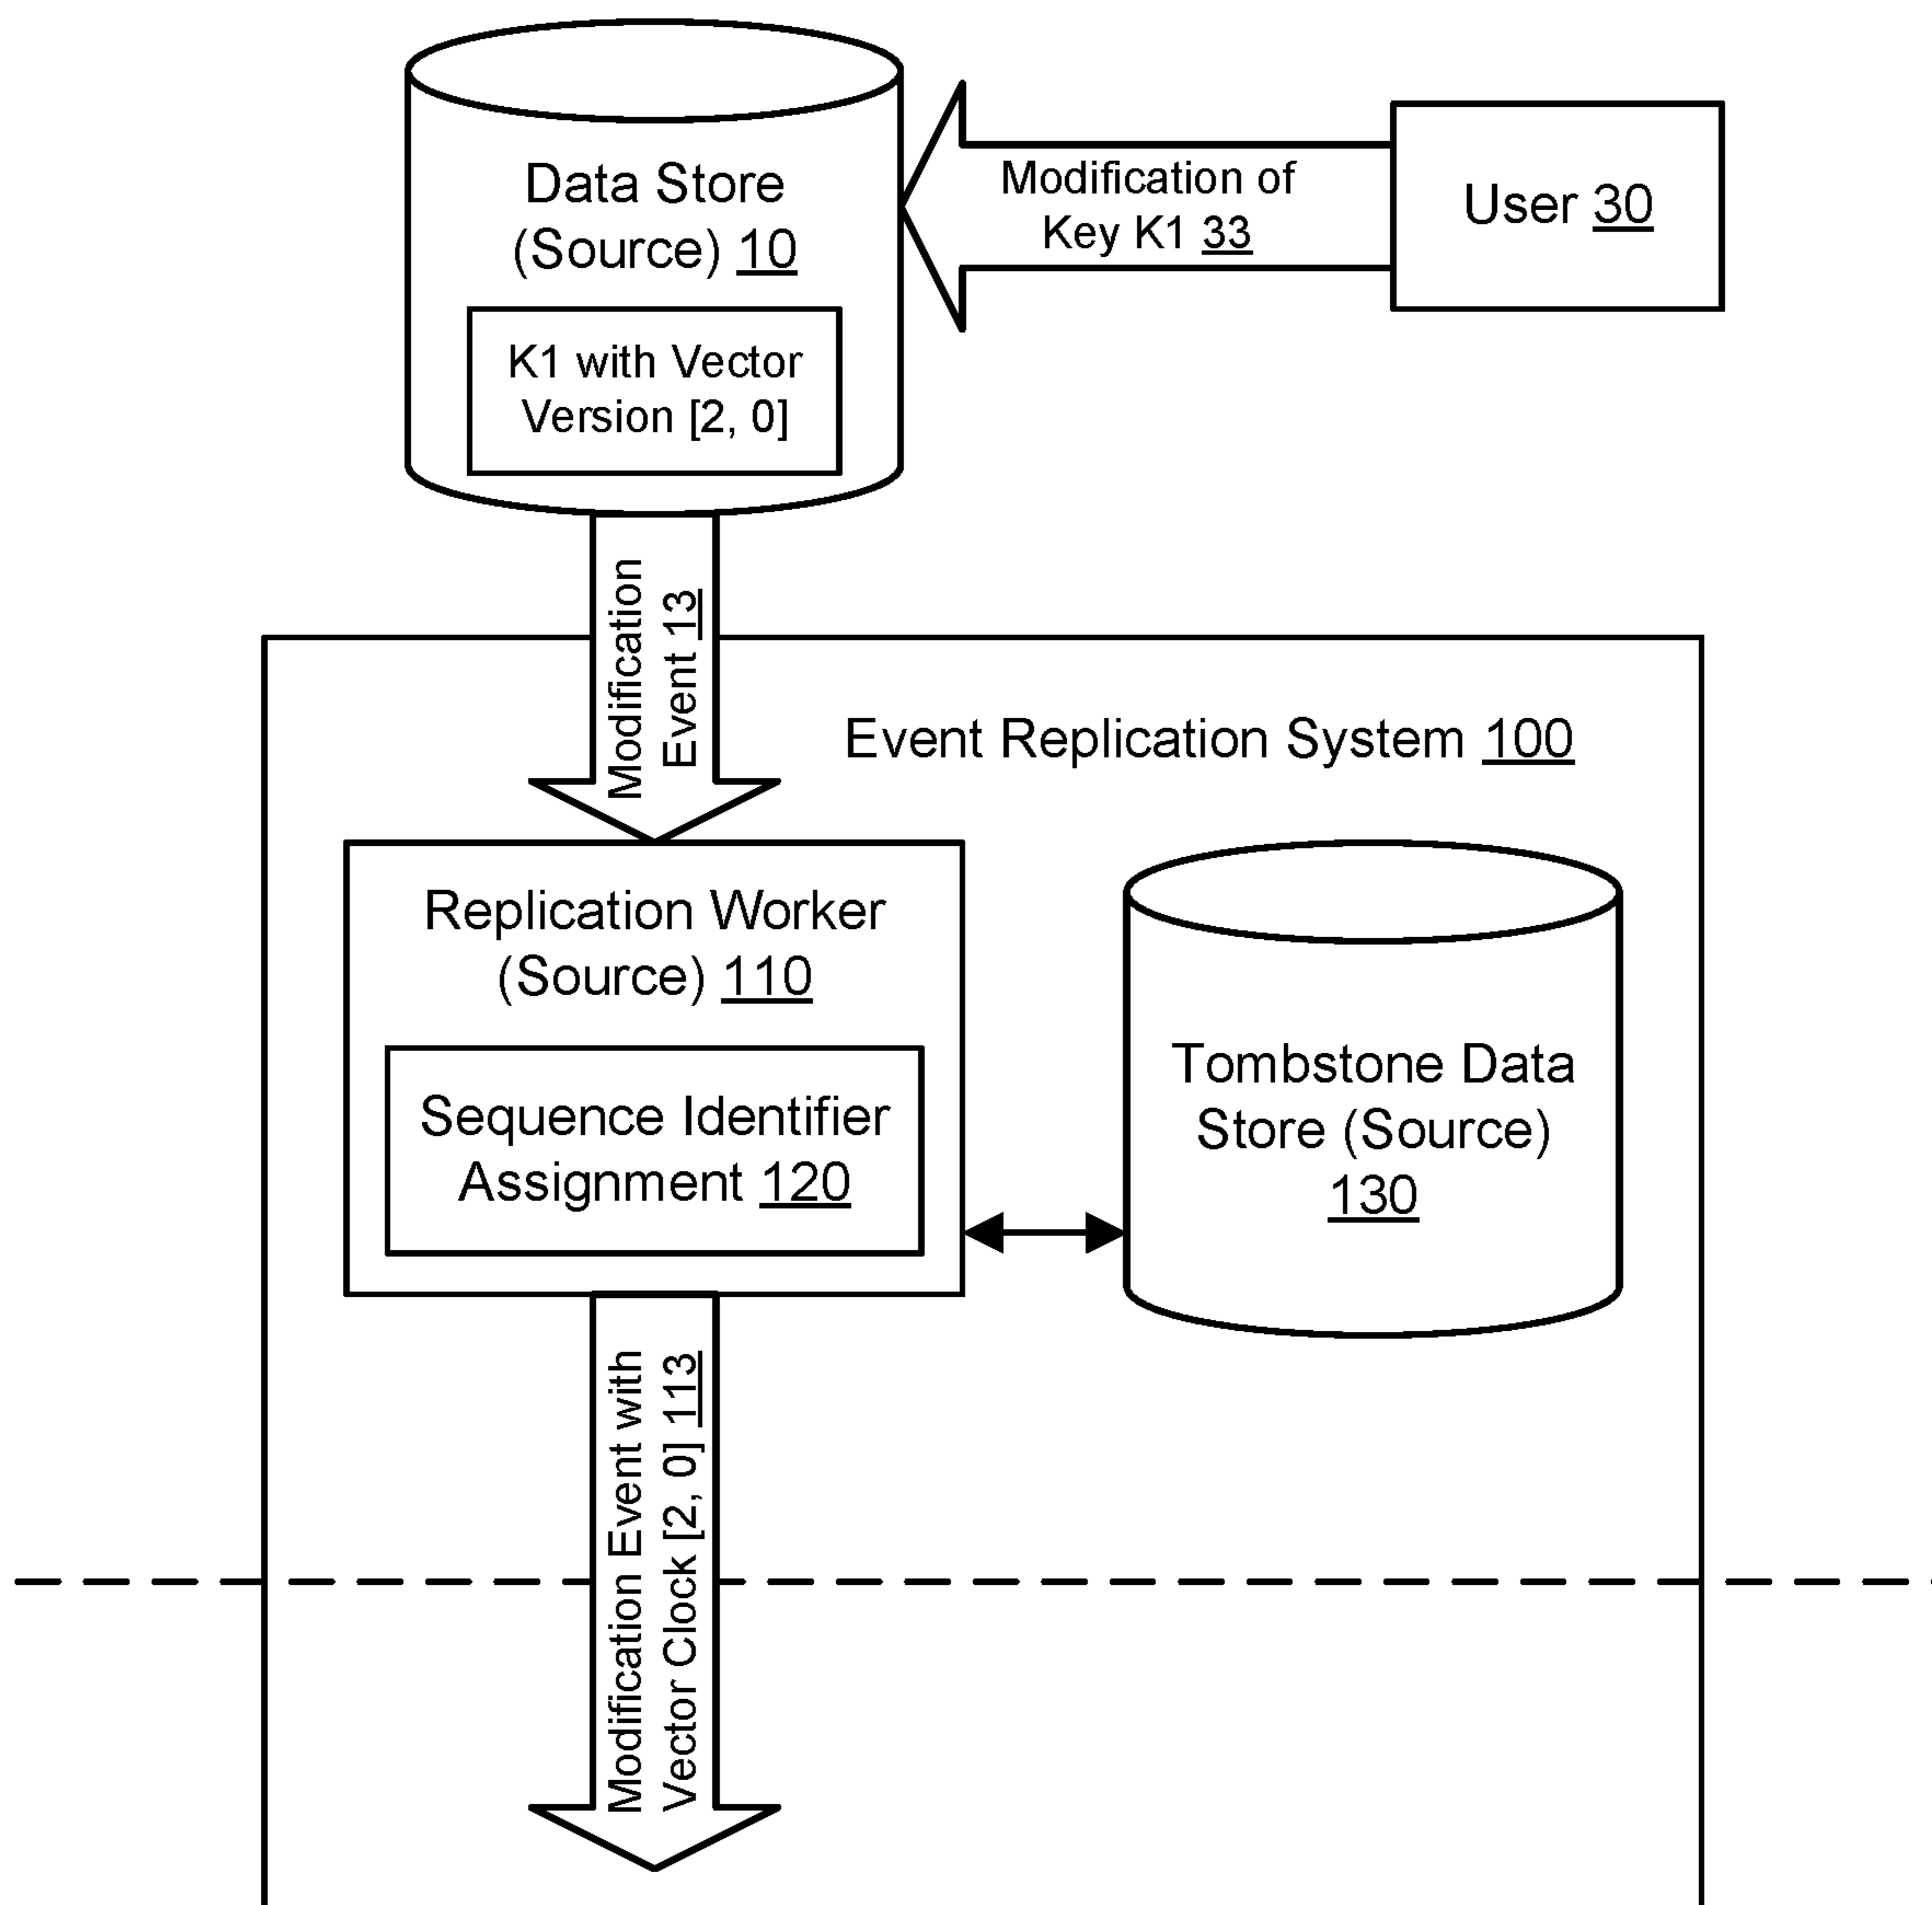 Data Store
(Source) 10
K1 with Vector
Version [2, 0]
Modification of
Key K1 33
User 30
Modification
Event 13
Event Replication System 100
Replication Worker
(Source) 110
Sequence Identifier
Assignment 120
Tombstone Data
Store (Source)
130
Modification Event with
Vector Clock [2, 0] 113